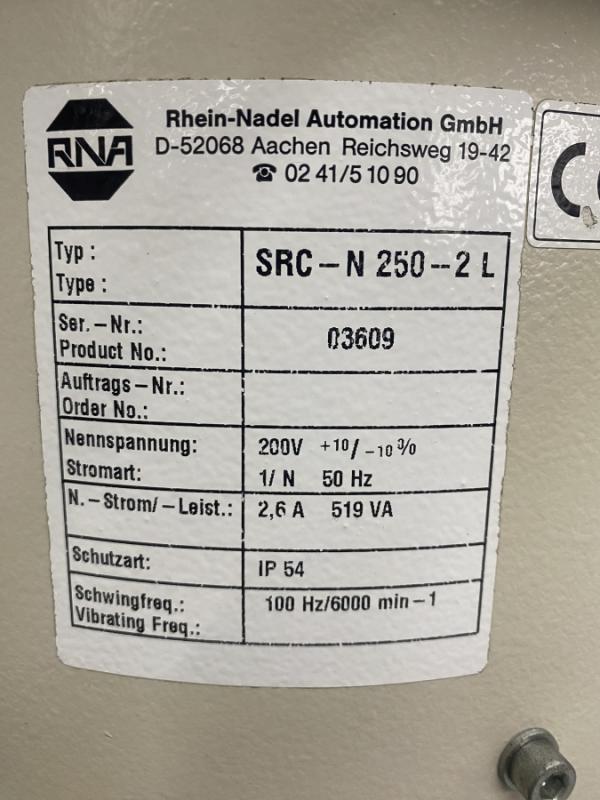 RNA
Rhein-Nadel Automation GmbH
D-52068 Aachen Reichsweg 19-42
☎ 02 41/5 10 90
Typ :
Type :
SRC – N 250 – 2 L
Ser. – Nr.:
Product No.:
03609
Auftrags – Nr.:
Order No.:
Nennspannung:
200V +10/ –10 %
Stromart:
1/ N 50 Hz
N. – Strom/ – Leist.:
2,6 A 519 VA
Schutzart:
IP 54
Schwingfreq.:
Vibrating Freq.:
100 Hz/6000 min – 1
CE